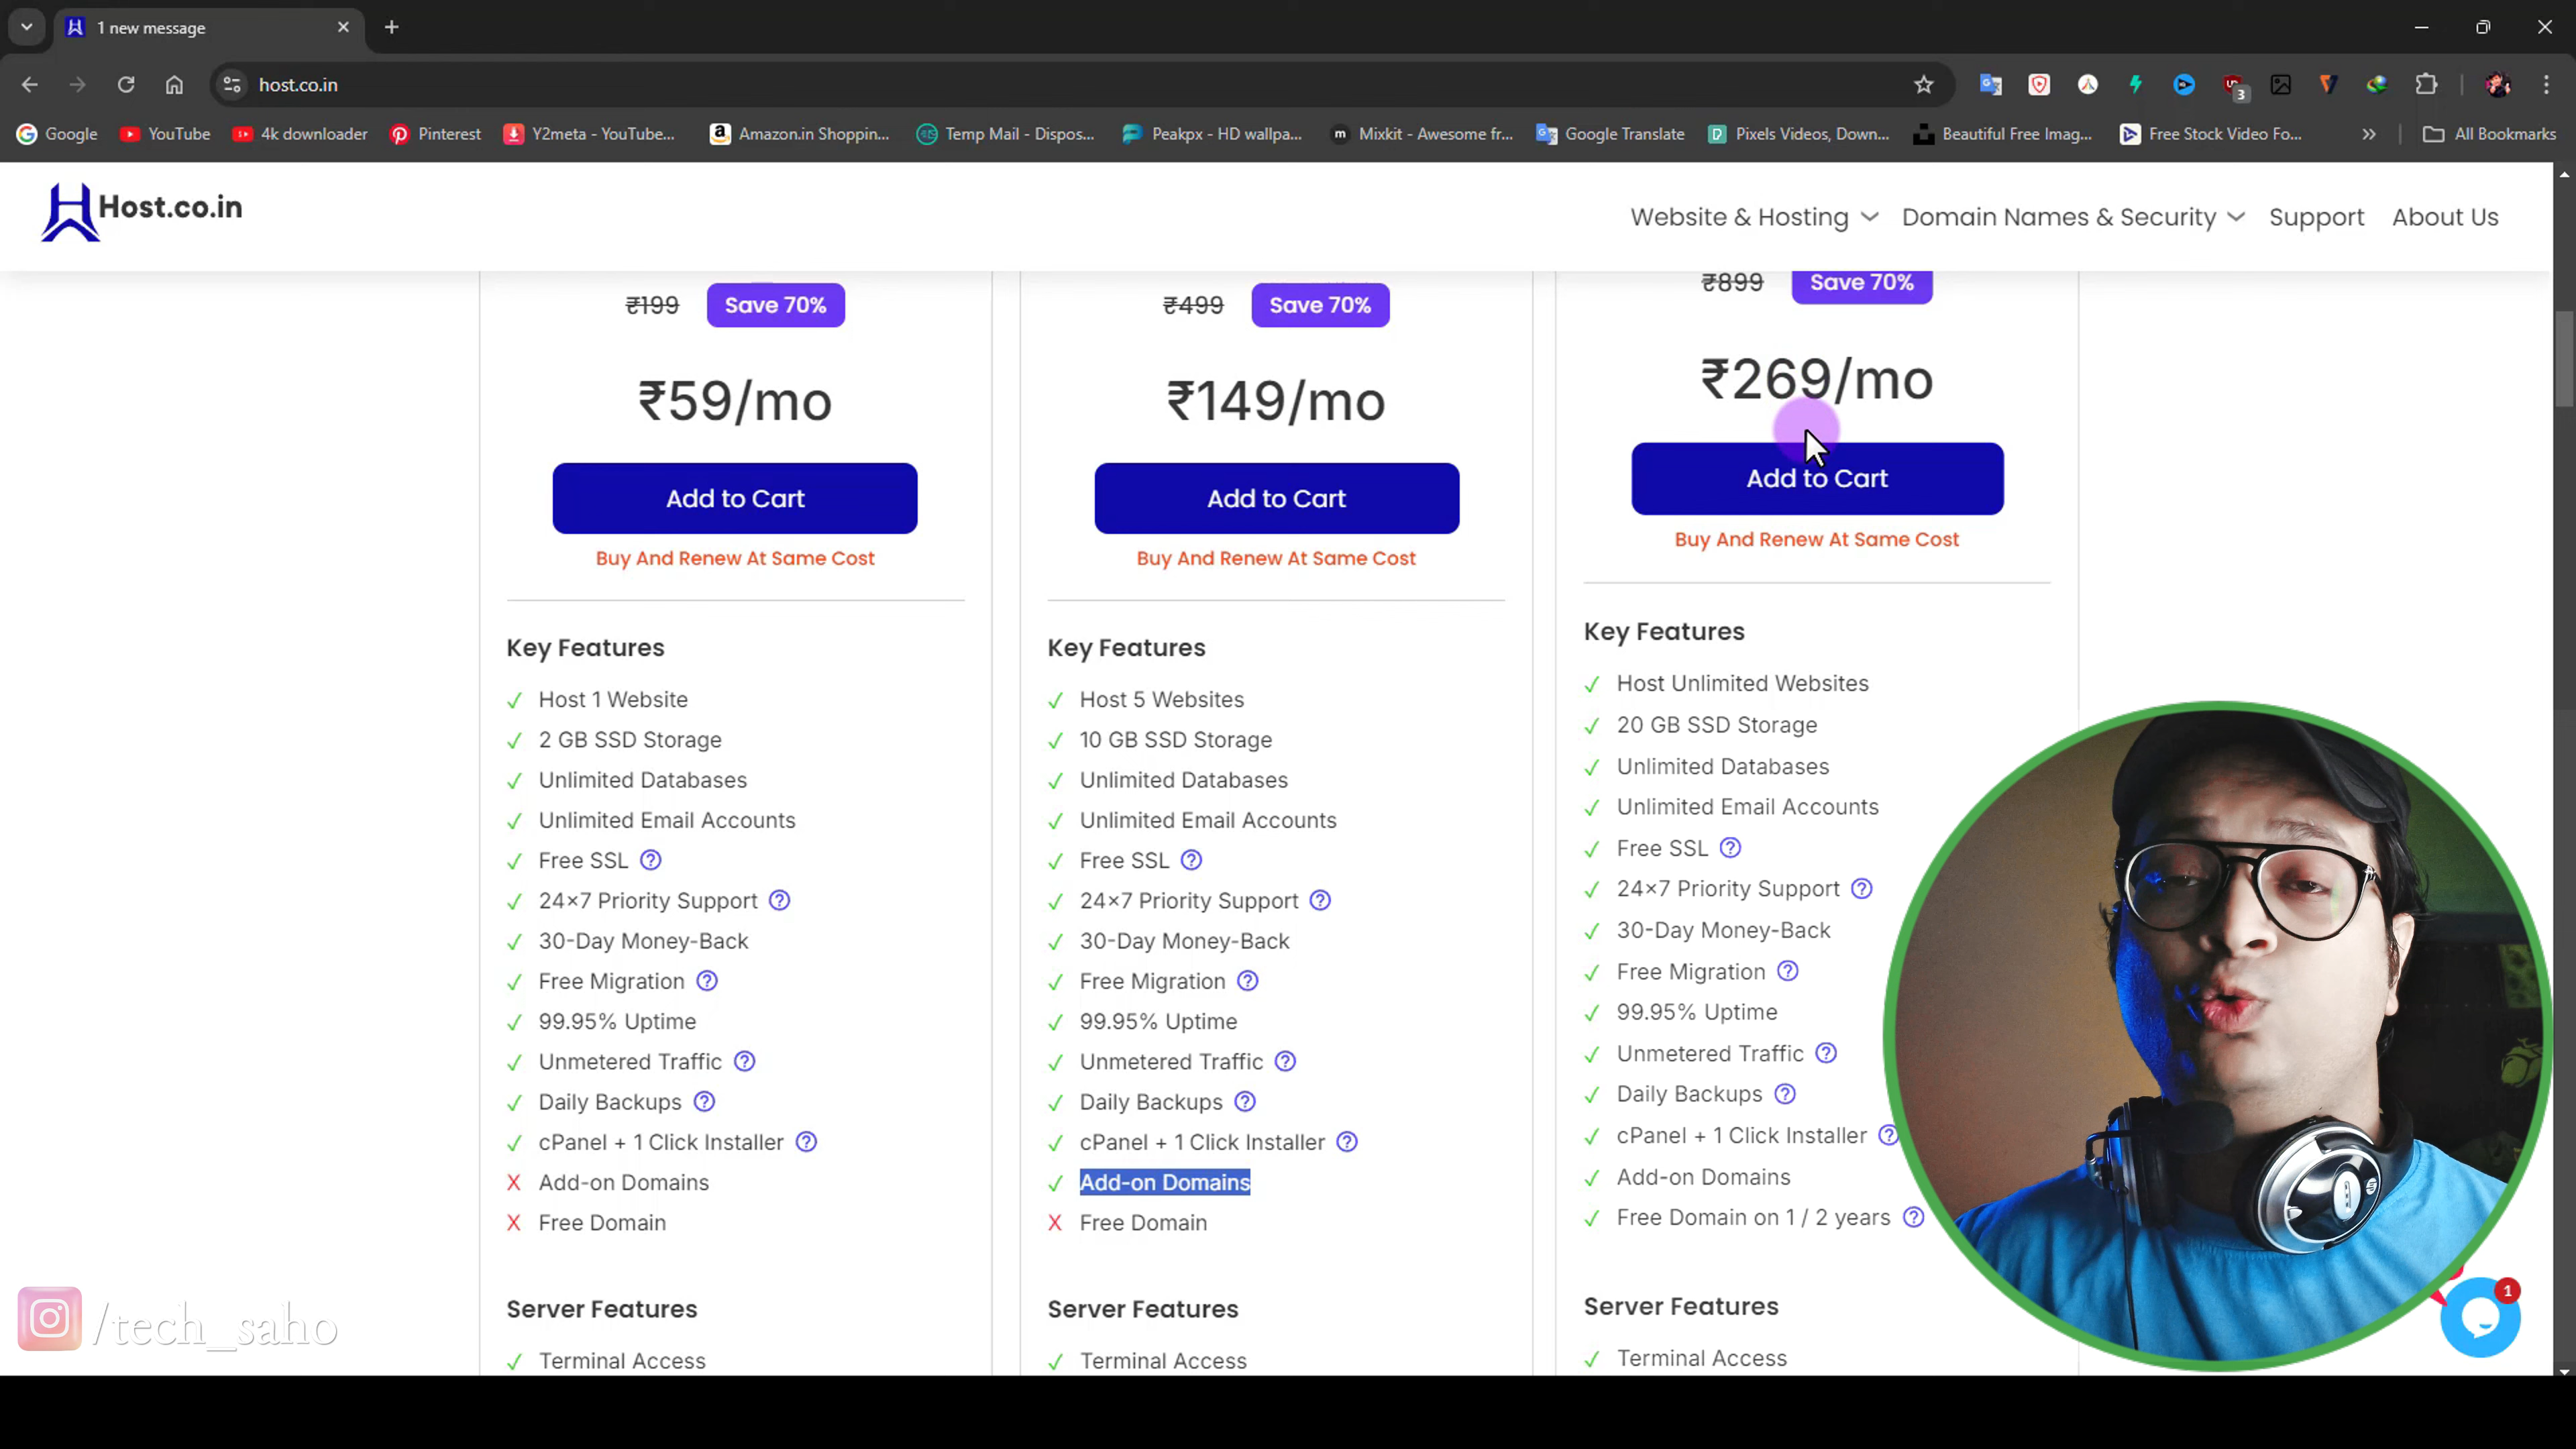 1 new message
host.co.in
3
Google
YouTube
4k downloader
Pinterest
Y2meta - YouTube...
Amazon.in Shoppin...
Temp Mail - Dispos...
Peakpx - HD wallpa...
Mixkit - Awesome fr...
Google Translate
Pixels Videos, Down...
Beautiful Free Imag...
Free Stock Video Fo...
All Bookmarks
Host.co.in
Website & Hosting
Domain Names & Security
Support
About Us
₹199 Save 70%
₹59/mo
Add to Cart
Buy And Renew At Same Cost
Key Features
✓ Host 1 Website
✓ 2 GB SSD Storage
✓ Unlimited Databases
✓ Unlimited Email Accounts
✓ Free SSL ?
✓ 24×7 Priority Support ?
✓ 30-Day Money-Back
✓ Free Migration ?
✓ 99.95% Uptime
✓ Unmetered Traffic ?
✓ Daily Backups ?
✓ cPanel + 1 Click Installer ?
X Add-on Domains
X Free Domain
Server Features
✓ Terminal Access
₹499 Save 70%
₹149/mo
Add to Cart
Buy And Renew At Same Cost
Key Features
✓ Host 5 Websites
✓ 10 GB SSD Storage
✓ Unlimited Databases
✓ Unlimited Email Accounts
✓ Free SSL ?
✓ 24×7 Priority Support ?
✓ 30-Day Money-Back
✓ Free Migration ?
✓ 99.95% Uptime
✓ Unmetered Traffic ?
✓ Daily Backups ?
✓ cPanel + 1 Click Installer ?
✓ Add-on Domains
X Free Domain
Server Features
✓ Terminal Access
₹899 Save 70%
₹269/mo
Add to Cart
Buy And Renew At Same Cost
Key Features
✓ Host Unlimited Websites
✓ 20 GB SSD Storage
✓ Unlimited Databases
✓ Unlimited Email Accounts
✓ Free SSL ?
✓ 24×7 Priority Support ?
✓ 30-Day Money-Back
✓ Free Migration ?
✓ 99.95% Uptime
✓ Unmetered Traffic ?
✓ Daily Backups ?
✓ cPanel + 1 Click Installer ?
✓ Add-on Domains
✓ Free Domain on 1 / 2 years ?
Server Features
✓ Terminal Access
/tech_saho
1